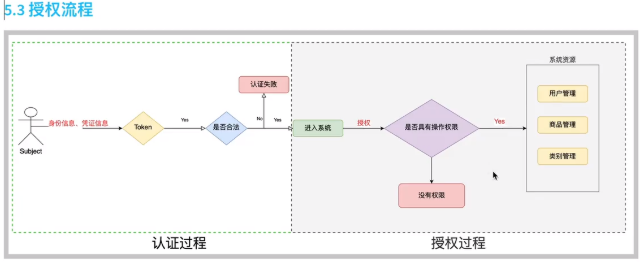 5.3 授权流程
系统资源
认证失败
用户管理
身份信息、凭证信息
Token
Yes
是否合法
No
Yes
进入系统
授权
是否具有操作权限
Yes
商品管理
Subject
类别管理
没有权限
认证过程
授权过程